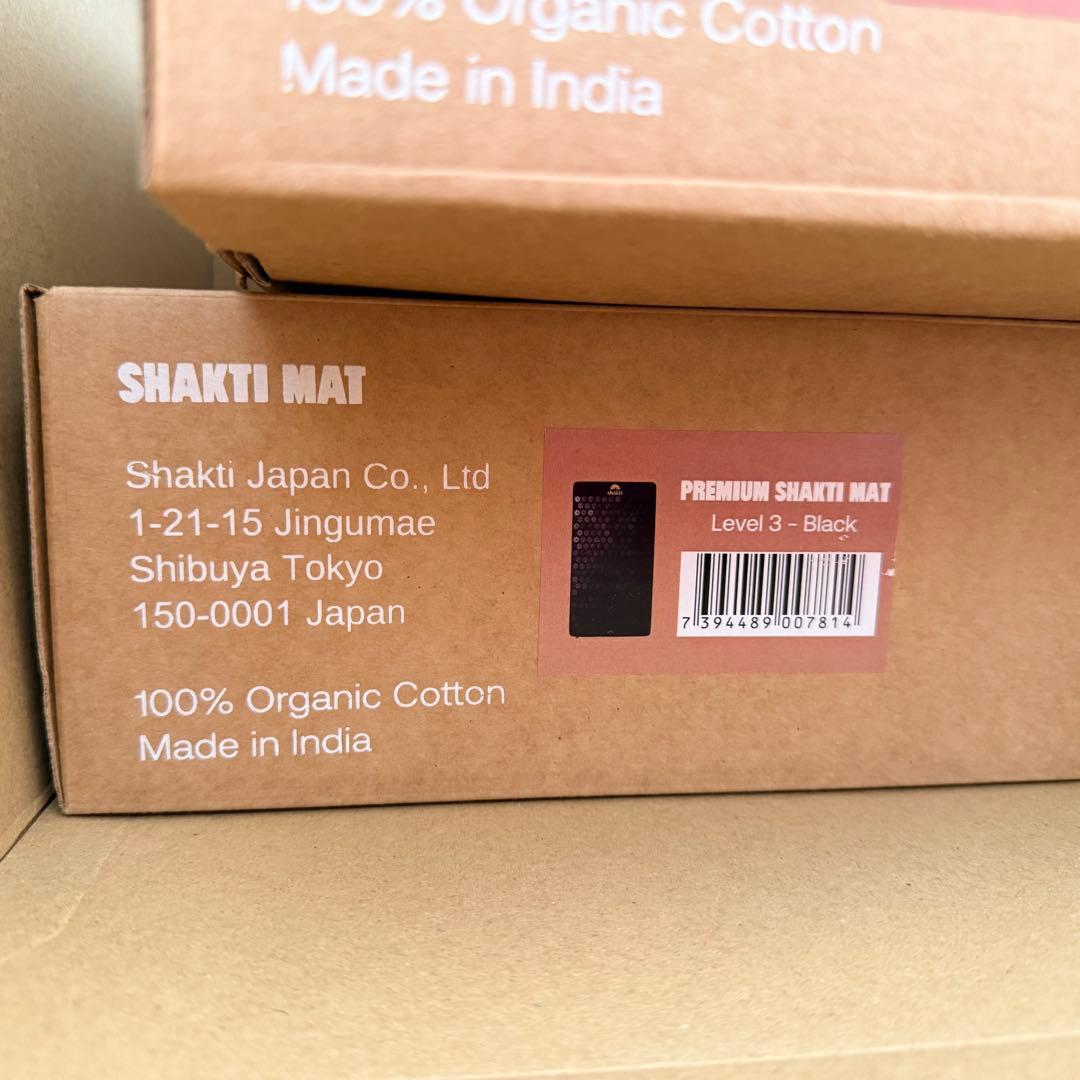 100% Organic Cotton
Made in India
SHAKTI MAT
Shakti Japan Co., Ltd
1-21-15 Jingumae
Shibuya Tokyo
150-0001 Japan
100% Organic Cotton
Made in India
shakti
PREMIUM SHAKTI MAT
Level 3 - Black
7 394489 007814